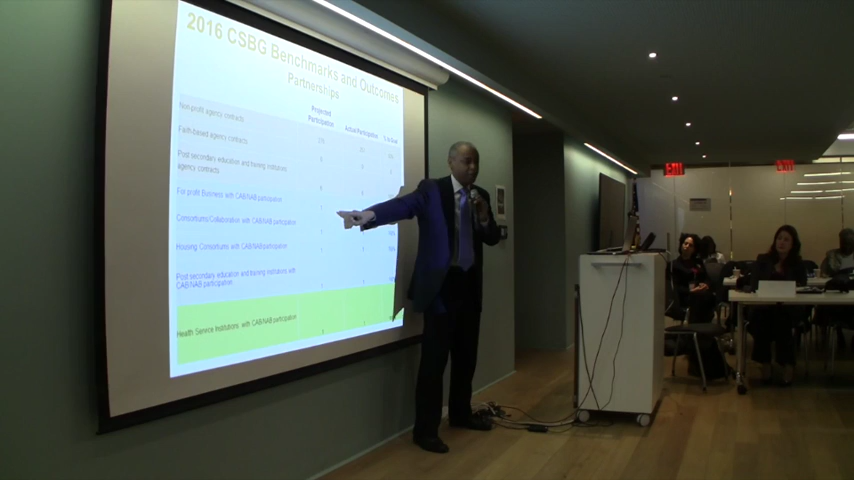 2016 CSBG Benchmarks and Outcomes
Partnerships
Projected
Participation
Actual Participation
% to Goal
Non-profit agency contracts
Faith-based agency contracts
Post secondary education and training institutions
agency contracts
For profit Business with CAB/NAB participation
Consortiums/Collaboration with CAB/NAB participation
Housing Consortiums with CAB/NAB participation
Post secondary education and training institutions with
CAB/NAB participation
Health Service Institutions with CAB/NAB participation
EXIT
EXIT